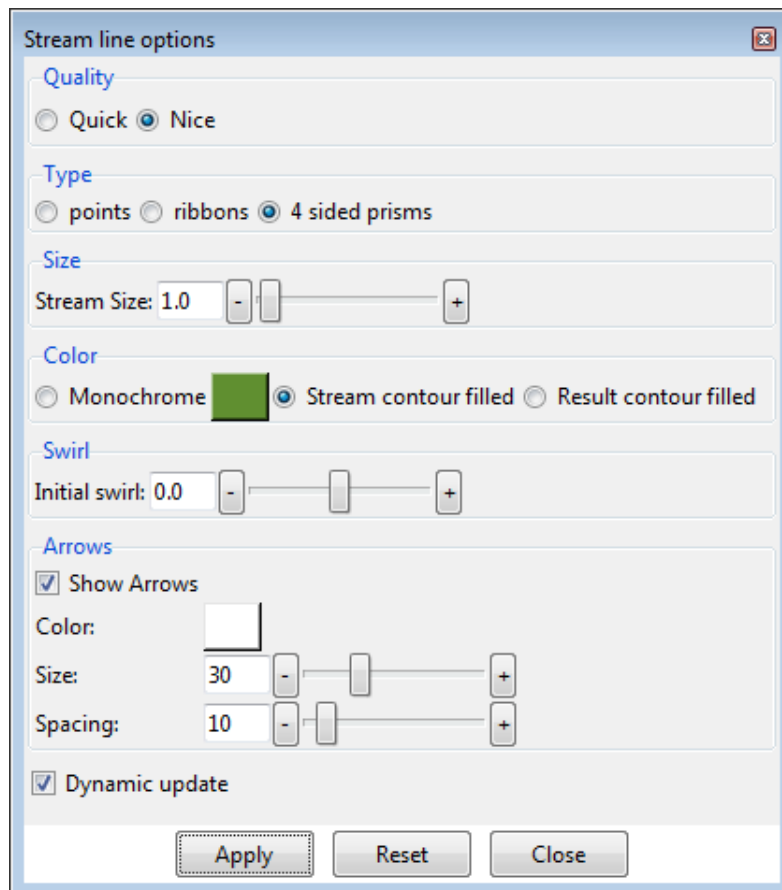 Stream line options
Quality
Quick Nice
Type
points ribbons 4 sided prisms
Size
Stream Size: 1.0 - +
Color
Monochrome Stream contour filled Result contour filled
Swirl
Initial swirl: 0.0 - +
Arrows
Show Arrows
Color:
Size: 30 - +
Spacing: 10 - +
Dynamic update
Apply Reset Close